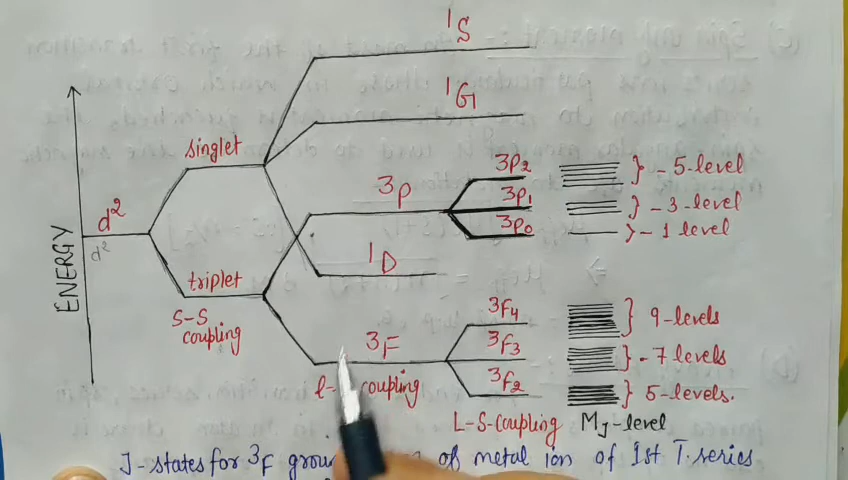 ¹S
¹G
singlet
³P
³P₂
} - 5-level
³P₁
} - 3-level
³P₀
} - 1 level
d²
d²
ENERGY
¹D
triplet
S-S
coupling
³F
³F₄
} 9-levels
³F₃
} - 7 levels
³F₂
} 5-levels.
coupling
L-S-coupling
MJ-level
J-states for ³F of metal ion of 1st T. series